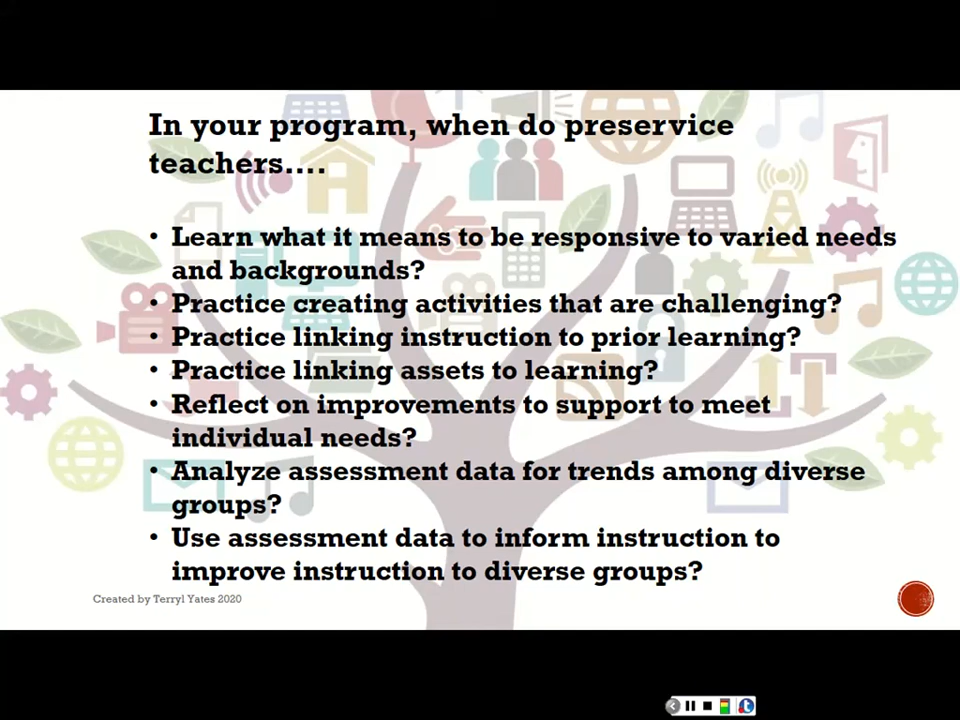 In your program, when do preservice
teachers....
• Learn what it means to be responsive to varied needs
and backgrounds?
• Practice creating activities that are challenging?
• Practice linking instruction to prior learning?
• Practice linking assets to learning?
• Reflect on improvements to support to meet
individual needs?
• Analyze assessment data for trends among diverse
groups?
• Use assessment data to inform instruction to
improve instruction to diverse groups?
Created by Terryl Yates 2020